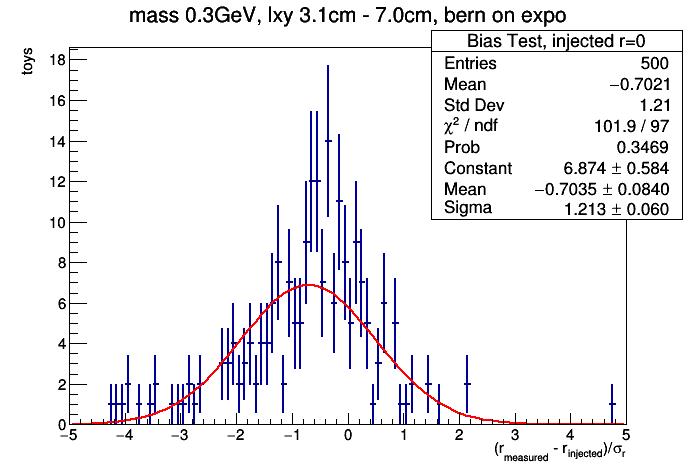 mass 0.3GeV, lxy 3.1cm - 7.0cm, bern on expo
Bias Test, injected r=0
Entries 500
Mean −0.7021
Std Dev 1.21
χ² / ndf 101.9 / 97
Prob 0.3469
Constant 6.874 ± 0.584
Mean −0.7035 ± 0.0840
Sigma 1.213 ± 0.060
toys
18
16
14
12
10
8
6
4
2
0
−5 −4 −3 −2 −1 0 1 2 3 4 5
(r_measured - r_injected)/σ_r